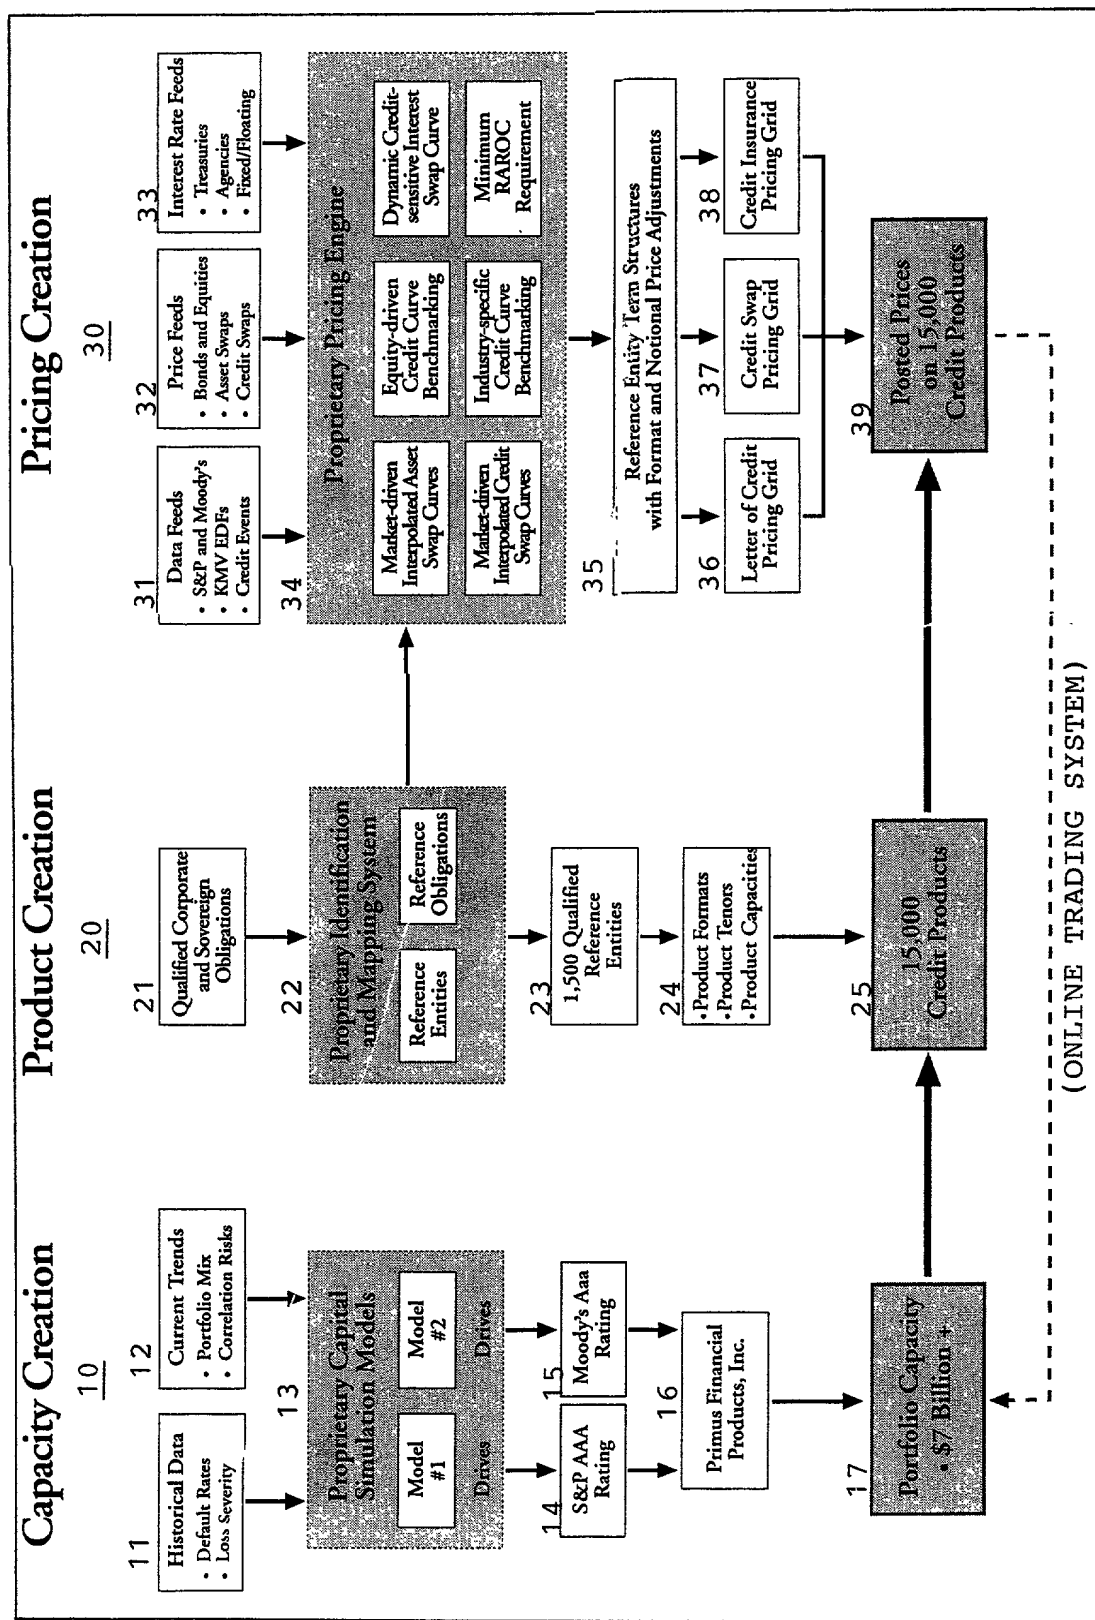 Capacity Creation
10
11
Historical Data
• Default Rates
• Loss Severity
12
Current Trends
• Portfolio Mix
• Correlation Risks
13
Proprietary Capital
Simulation Models
Model
#1
Model
#2
Drives
Drives
14
S&P AAA
Rating
15
Moody's Aaa
Rating
16
Primus Financial
Products, Inc.
17
Portfolio Capacity
• $7 Billion +
Product Creation
20
21
Qualified Corporate
and Sovereign
Obligations
22
Proprietary Identification
and Mapping System
Reference
Entities
Reference
Obligations
23
1,500 Qualified
Reference
Entities
24
• Product Formats
• Product Tenors
• Product Capacities
25
15,000
Credit Products
Pricing Creation
30
31
Data Feeds
• S&P and Moody's
• KMV EDFs
• Credit Events
32
Price Feeds
• Bonds and Equities
• Asset Swaps
• Credit Swaps
33
Interest Rate Feeds
• Treasuries
• Agencies
• Fixed/Floating
34
Proprietary Pricing Engine
Market-driven
Interpolated Asset
Swap Curves
Equity-driven
Credit Curve
Benchmarking
Dynamic Credit-
sensitive Interest
Swap Curve
Market-driven
Interpolated Credit
Swap Curves
Industry-specific
Credit Curve
Benchmarking
Minimum
RAROC
Requirement
35
Reference Entity Term Structures
with Format and Notional Price Adjustments
36
Letter of Credit
Pricing Grid
37
Credit Swap
Pricing Grid
38
Credit Insurance
Pricing Grid
39
Posted Prices
on 15,000
Credit Products
(ONLINE TRADING SYSTEM)